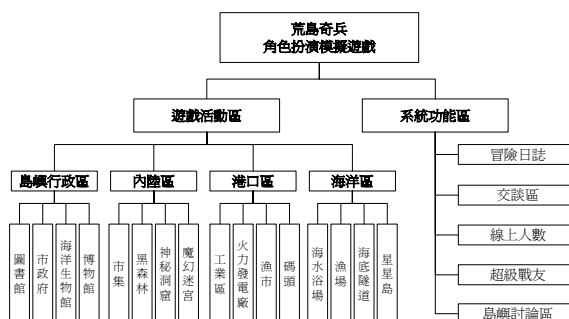 荒島奇兵
角色扮演模擬遊戲
遊戲活動區
系統功能區
島嶼行政區
內陸區
港口區
海洋區
圖書館
市政府
海洋生物館
博物館
市集
黑森林
神秘洞窟
魔幻迷宮
工業區
火力發電廠
漁市
碼頭
海水浴場
漁場
海底隧道
星星島
冒險日誌
交談區
線上人數
超級戰友
島嶼討論區